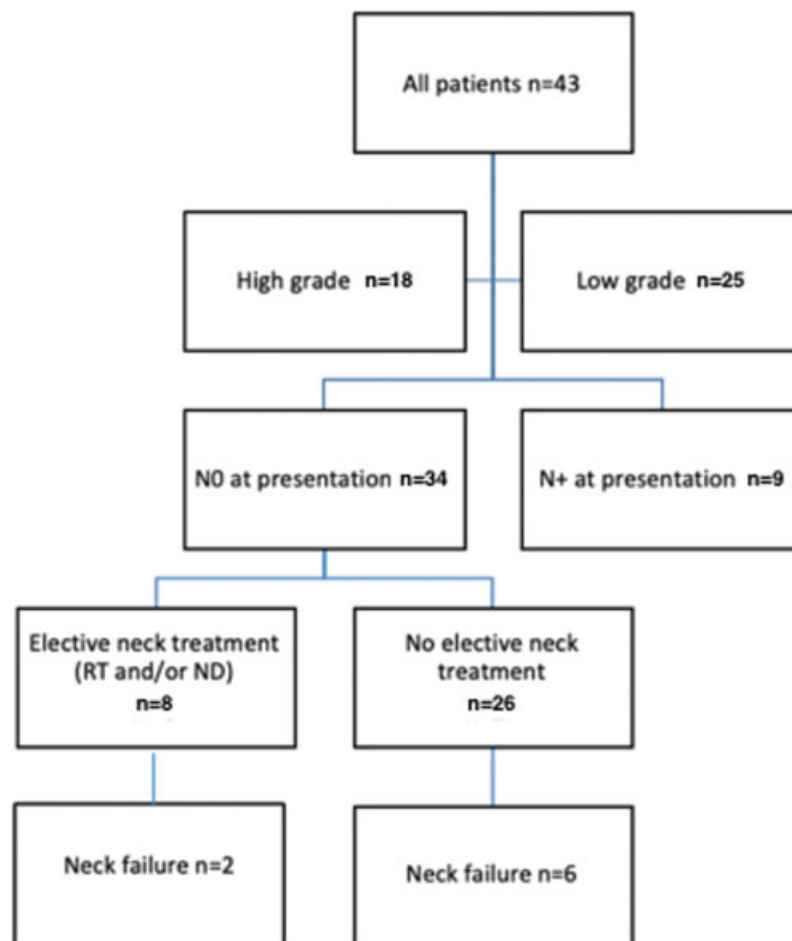 All patients n=43
High grade n=18
Low grade n=25
N0 at presentation n=34
N+ at presentation n=9
Elective neck treatment
(RT and/or ND)
n=8
No elective neck
treatment
n=26
Neck failure n=2
Neck failure n=6